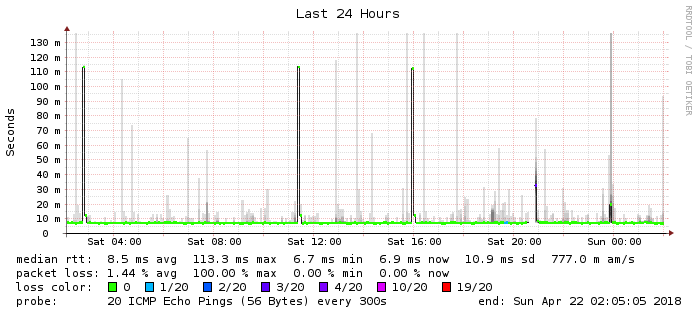 Last 24 Hours
RRDTOOL / TOBI OETIKER
Seconds
130 m
120 m
110 m
100 m
90 m
80 m
70 m
60 m
50 m
40 m
30 m
20 m
10 m
0
Sat 04:00 Sat 08:00 Sat 12:00 Sat 16:00 Sat 20:00 Sun 00:00
median rtt: 8.5 ms avg 113.3 ms max 6.7 ms min 6.9 ms now 10.9 ms sd 777.0 m am/s
packet loss: 1.44 % avg 100.00 % max 0.00 % min 0.00 % now
loss color: 0 1/20 2/20 3/20 4/20 10/20 19/20
probe: 20 ICMP Echo Pings (56 Bytes) every 300s end: Sun Apr 22 02:05:05 2018